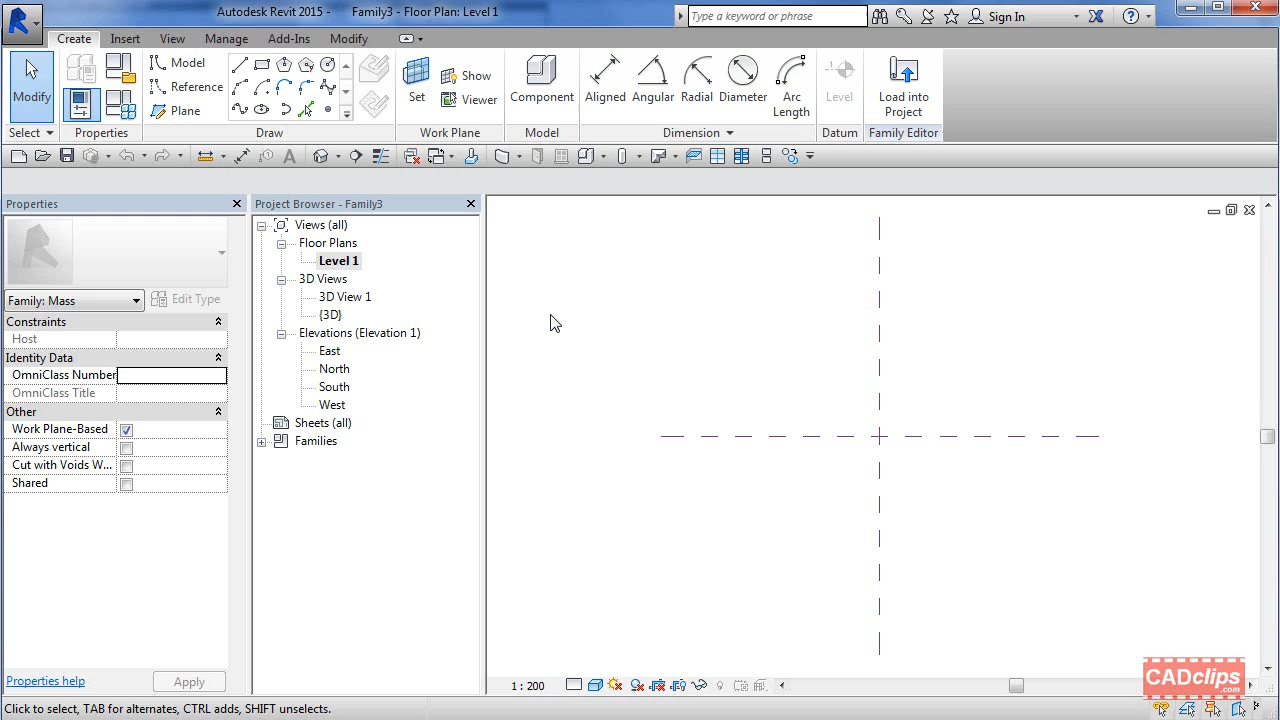 Autodesk Revit 2015 - Family3 - Floor Plan: Level 1
Type a keyword or phrase
Sign In
Create Insert View Manage Add-Ins Modify
Modify
Model
Reference
Plane
Set
Show
Viewer
Component
Aligned Angular Radial Diameter Arc Length
Level
Load into Project
Select Properties Draw Work Plane Model Dimension Datum Family Editor
Properties
Family: Mass
Edit Type
Constraints
Host
Identity Data
OmniClass Number
OmniClass Title
Other
Work Plane-Based
Always vertical
Cut with Voids W...
Shared
Properties help
Apply
Project Browser - Family3
Views (all)
Floor Plans
Level 1
3D Views
3D View 1
{3D}
Elevations (Elevation 1)
East
North
South
West
Sheets (all)
Families
1 : 200
CADclips
.com
Click to select, TAB for alternates, CTRL adds, SHIFT unselects.